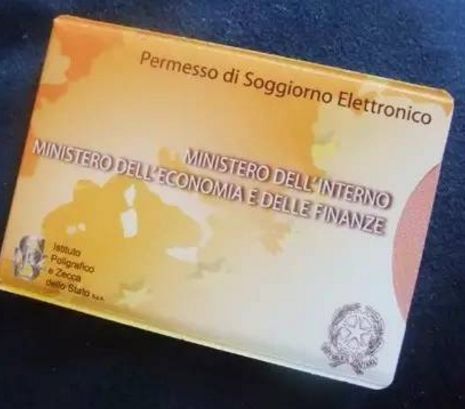 Permesso di Soggiorno Elettronico
MINISTERO DELL'INTERNO
MINISTERO DELL'ECONOMIA E DELLE FINANZE
Istituto
Poligrafico
e Zecca
dello Stato S.p.A.